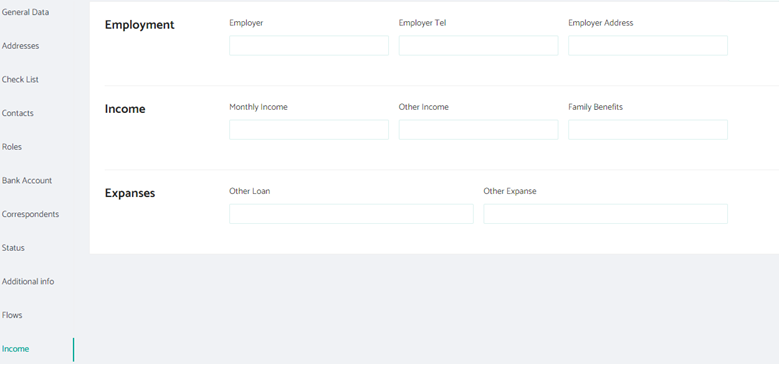 General Data
Addresses
Check List
Contacts
Roles
Bank Account
Correspondents
Status
Additional info
Flows
Income
Employment
Employer
Employer Tel
Employer Address
Income
Monthly Income
Other Income
Family Benefits
Expanses
Other Loan
Other Expanse